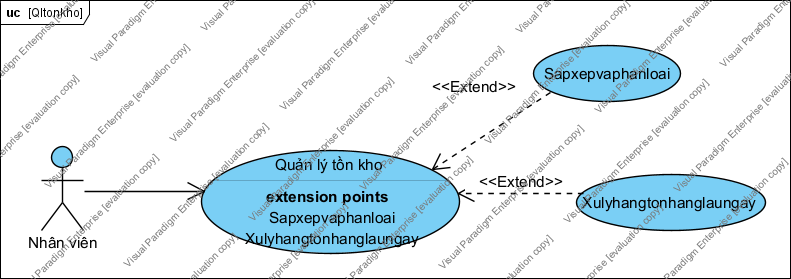 uc [Qltonkho]
Sapxepvaphanloai
<<Extend>>
Quản lý tồn kho
<<Extend>>
extension points
Sapxepvaphanloai
Xulyhangtonhanglaungay
Xulyhangtonhanglaungay
Nhân viên
Visual Paradigm Enterprise [evaluation copy]